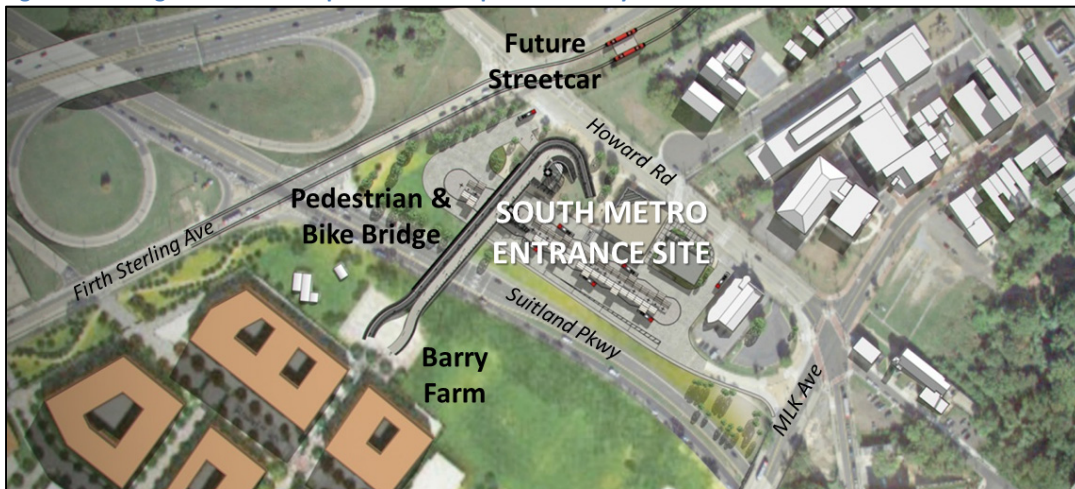 Future
Streetcar
Howard Rd
Pedestrian &
Bike Bridge
SOUTH METRO
ENTRANCE SITE
Firth Sterling Ave
Suitland Pkwy
Barry
Farm
MLK Ave